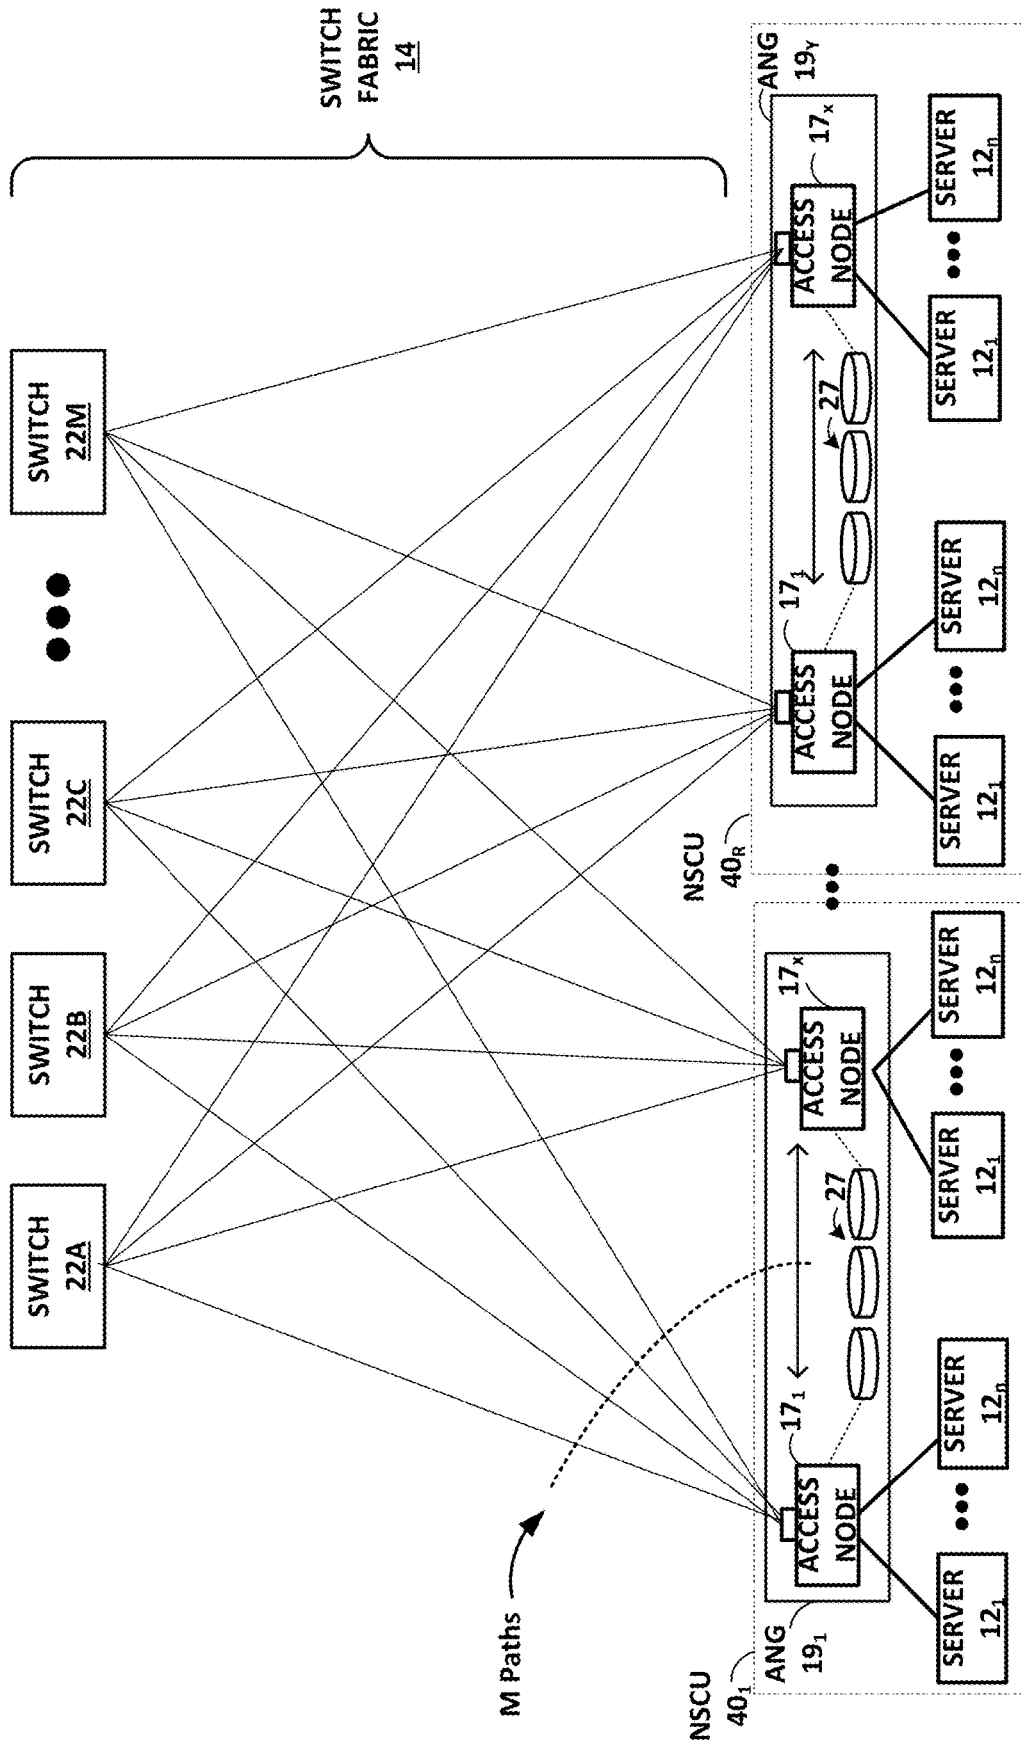 SWITCH
22A
SWITCH
22B
SWITCH
22C
SWITCH
22M
SWITCH
FABRIC
14
M Paths
NSCU
40₁
ANG
19₁
ACCESS
NODE
17₁
27
ACCESS
NODE
17ₓ
SERVER
12₁
SERVER
12ₙ
SERVER
12₁
SERVER
12ₙ
NSCU
40R
ANG
19Y
ACCESS
NODE
17₁
27
ACCESS
NODE
17ₓ
SERVER
12₁
SERVER
12ₙ
SERVER
12₁
SERVER
12ₙ